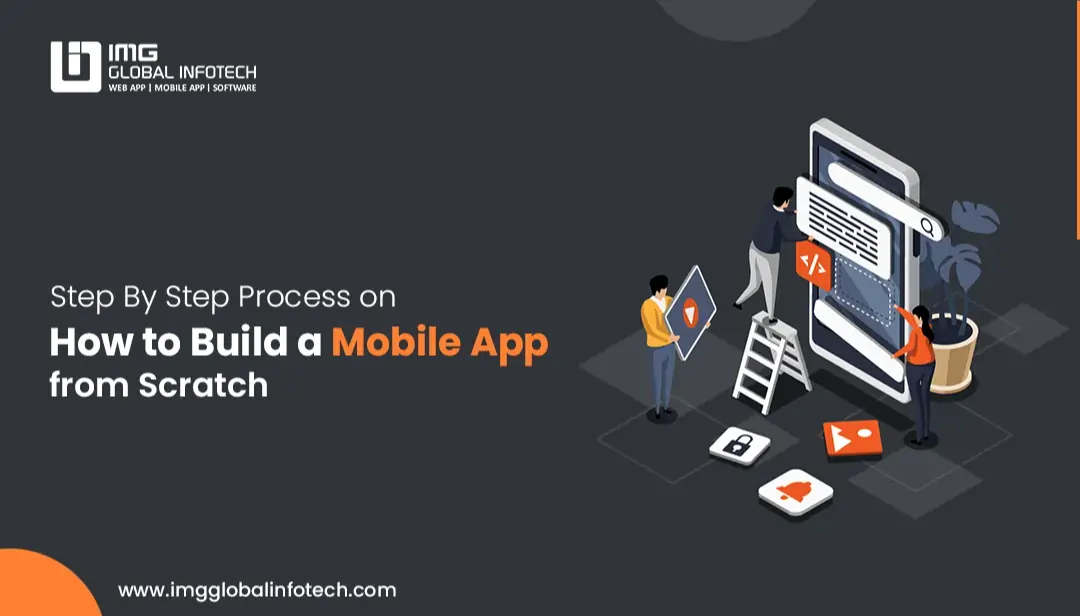 IMG
GLOBAL INFOTECH
WEB APP | MOBILE APP | SOFTWARE
Step By Step Process on
How to Build a Mobile App
from Scratch
</>
www.imgglobalinfotech.com